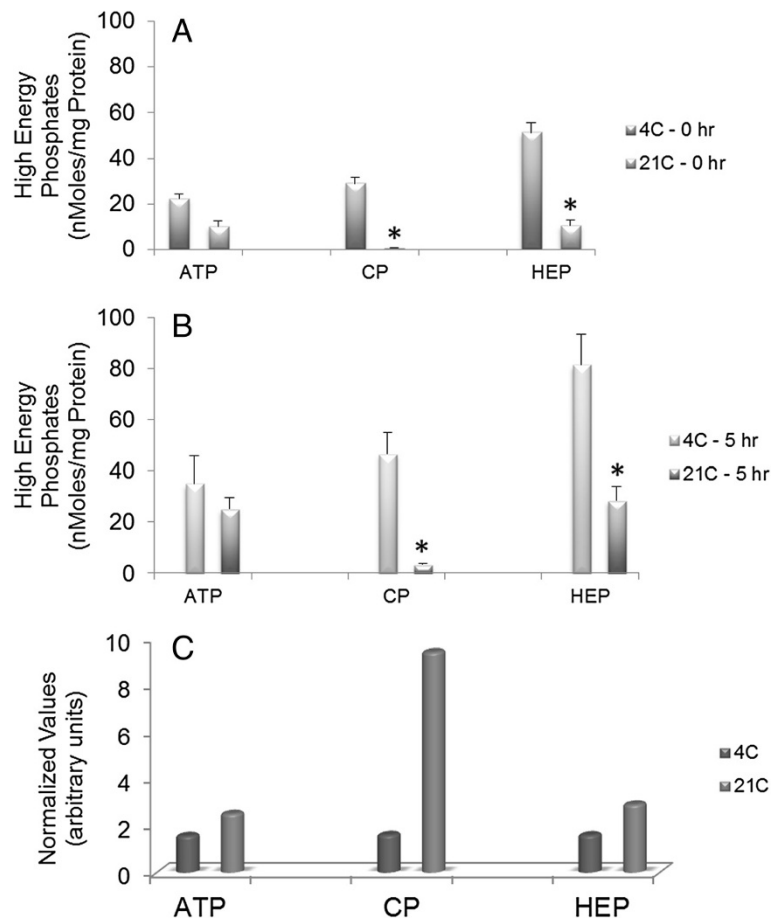 A
High Energy
Phosphates
(nMoles/mg Protein)
100
80
60
40
20
0
ATP
CP
HEP
*
*
4C - 0 hr
21C - 0 hr
B
High Energy
Phosphates
(nMoles/mg Protein)
100
80
60
40
20
0
ATP
CP
HEP
*
*
4C - 5 hr
21C - 5 hr
C
Normalized Values
(arbitrary units)
10
8
6
4
2
0
ATP
CP
HEP
4C
21C